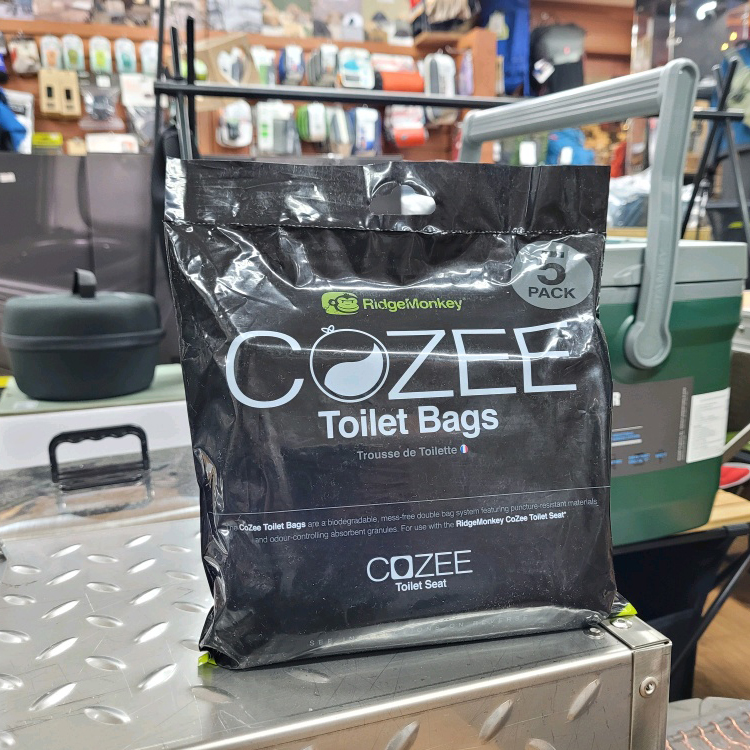 5
PACK
RidgeMonkey
COZEE
Toilet Bags
Trousse de Toilette
The CoZee Toilet Bags are a biodegradable, mess-free double bag system featuring puncture-resistant materials
and odour-controlling absorbent granules. For use with the RidgeMonkey CoZee Toilet Seat*
COZEE
Toilet Seat